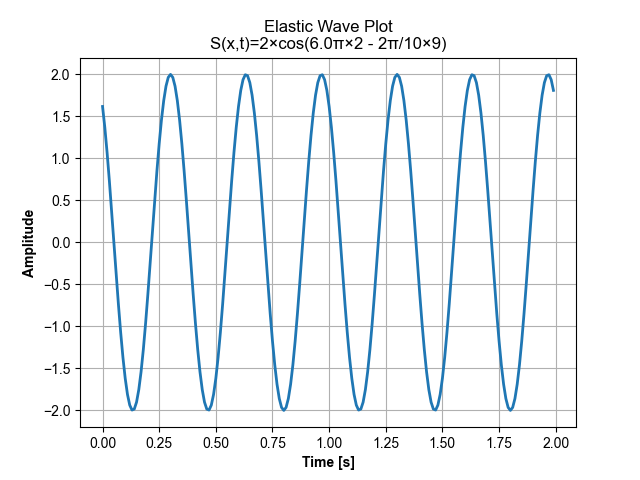 Elastic Wave Plot
S(x,t)=2×cos(6.0π×2 - 2π/10×9)
2.0
1.5
1.0
0.5
0.0
−0.5
−1.0
−1.5
−2.0
Amplitude
0.00 0.25 0.50 0.75 1.00 1.25 1.50 1.75 2.00
Time [s]